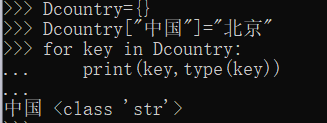 >>> Dcountry={}
>>> Dcountry["中国"]="北京"
>>> for key in Dcountry:
...     print(key,type(key))
...
中国 <class 'str'>